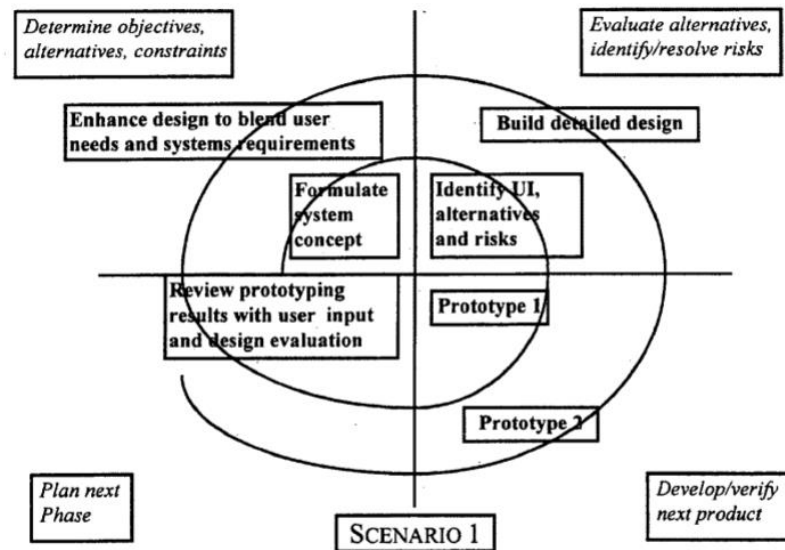 Determine objectives,
alternatives, constraints
Evaluate alternatives,
identify/resolve risks
Enhance design to blend user
needs and systems requirements
Build detailed design
Formulate
system
concept
Identify UI,
alternatives
and risks
Review prototyping
results with user input
and design evaluation
Prototype 1
Prototype 2
Plan next
Phase
Develop/verify
next product
SCENARIO 1